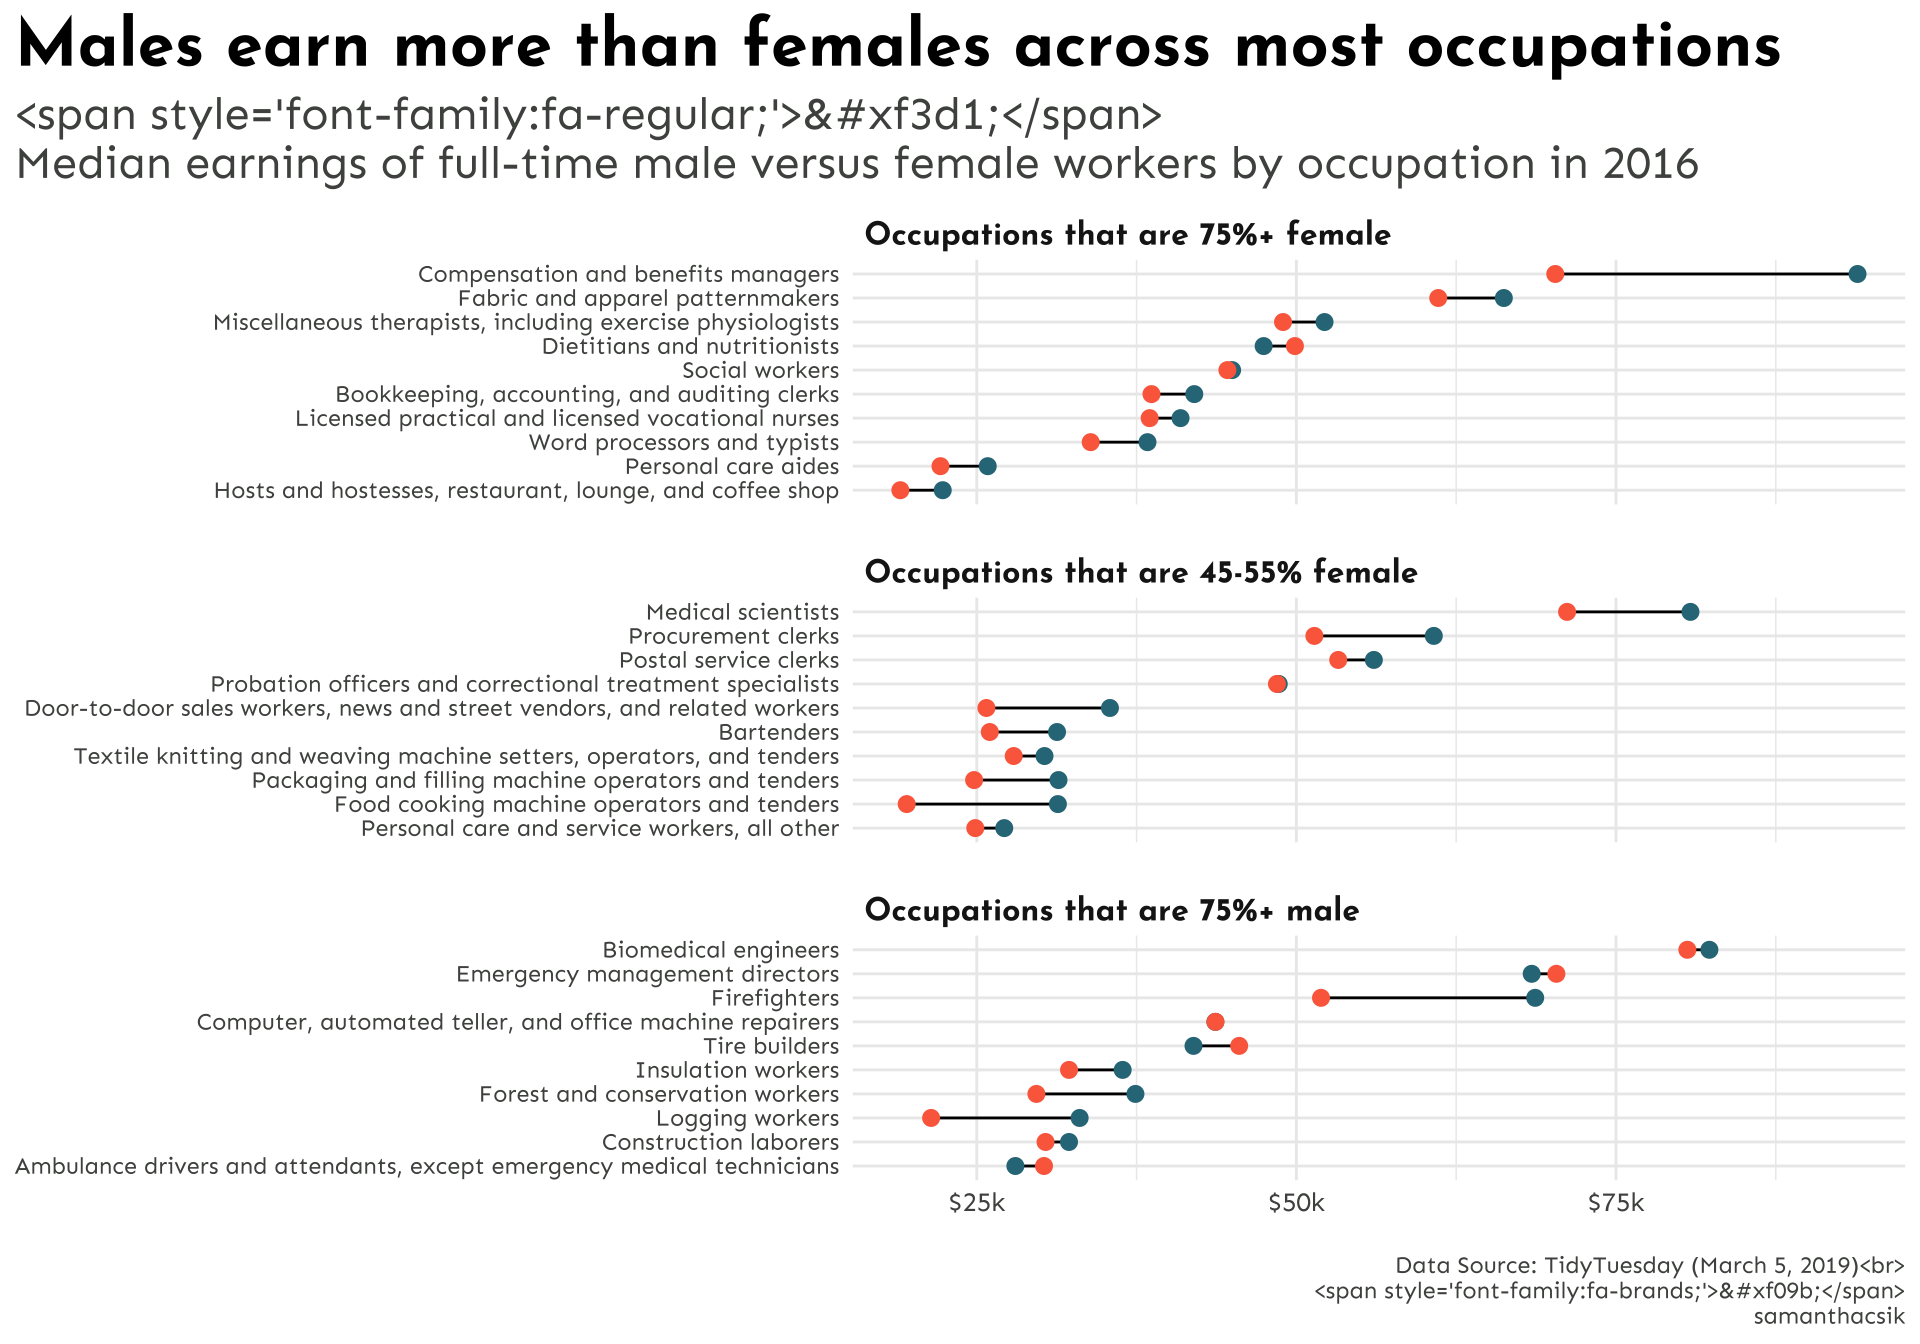 Males earn more than females across most occupations
<span style='font-family:fa-regular;'>&#xf3d1;</span>
Median earnings of full-time male versus female workers by occupation in 2016
Occupations that are 75%+ female
Compensation and benefits managers
Fabric and apparel patternmakers
Miscellaneous therapists, including exercise physiologists
Dietitians and nutritionists
Social workers
Bookkeeping, accounting, and auditing clerks
Licensed practical and licensed vocational nurses
Word processors and typists
Personal care aides
Hosts and hostesses, restaurant, lounge, and coffee shop
Occupations that are 45-55% female
Medical scientists
Procurement clerks
Postal service clerks
Probation officers and correctional treatment specialists
Door-to-door sales workers, news and street vendors, and related workers
Bartenders
Textile knitting and weaving machine setters, operators, and tenders
Packaging and filling machine operators and tenders
Food cooking machine operators and tenders
Personal care and service workers, all other
Occupations that are 75%+ male
Biomedical engineers
Emergency management directors
Firefighters
Computer, automated teller, and office machine repairers
Tire builders
Insulation workers
Forest and conservation workers
Logging workers
Construction laborers
Ambulance drivers and attendants, except emergency medical technicians
$25k $50k $75k
Data Source: TidyTuesday (March 5, 2019)<br>
<span style='font-family:fa-brands;'>&#xf09b;</span>
samanthacsik